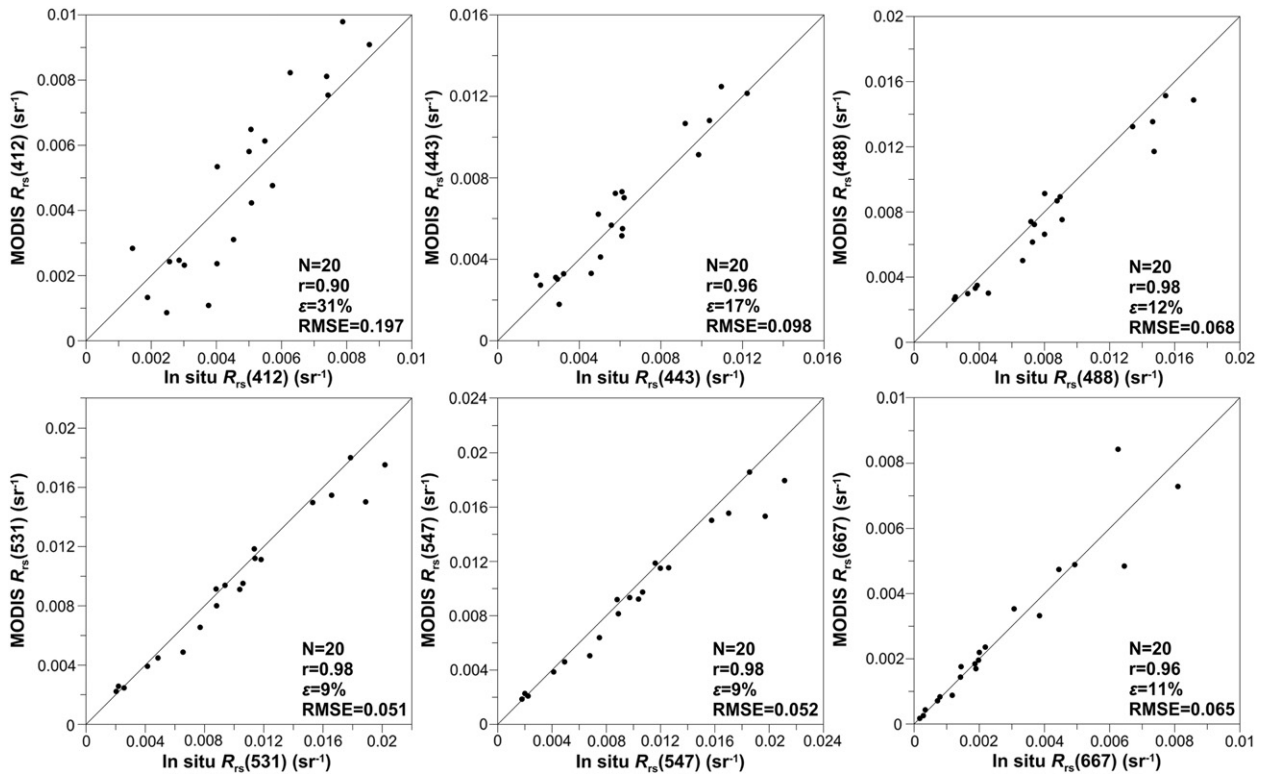 0.01
0.008
0.006
0.004
0.002
0
MODIS Rrs(412) (sr⁻¹)
N=20
r=0.90
ε=31%
RMSE=0.197
0 0.002 0.004 0.006 0.008 0.01
In situ Rrs(412) (sr⁻¹)
0.016
0.012
0.008
0.004
0
MODIS Rrs(443) (sr⁻¹)
N=20
r=0.96
ε=17%
RMSE=0.098
0 0.004 0.008 0.012 0.016
In situ Rrs(443) (sr⁻¹)
0.02
0.016
0.012
0.008
0.004
0
MODIS Rrs(488) (sr⁻¹)
N=20
r=0.98
ε=12%
RMSE=0.068
0 0.004 0.008 0.012 0.016 0.02
In situ Rrs(488) (sr⁻¹)
0.02
0.016
0.012
0.008
0.004
0
MODIS Rrs(531) (sr⁻¹)
N=20
r=0.98
ε=9%
RMSE=0.051
0 0.004 0.008 0.012 0.016 0.02
In situ Rrs(531) (sr⁻¹)
0.024
0.02
0.016
0.012
0.008
0.004
0
MODIS Rrs(547) (sr⁻¹)
N=20
r=0.98
ε=9%
RMSE=0.052
0 0.004 0.008 0.012 0.016 0.02 0.024
In situ Rrs(547) (sr⁻¹)
0.01
0.008
0.006
0.004
0.002
0
MODIS Rrs(667) (sr⁻¹)
N=20
r=0.96
ε=11%
RMSE=0.065
0 0.002 0.004 0.006 0.008 0.01
In situ Rrs(667) (sr⁻¹)